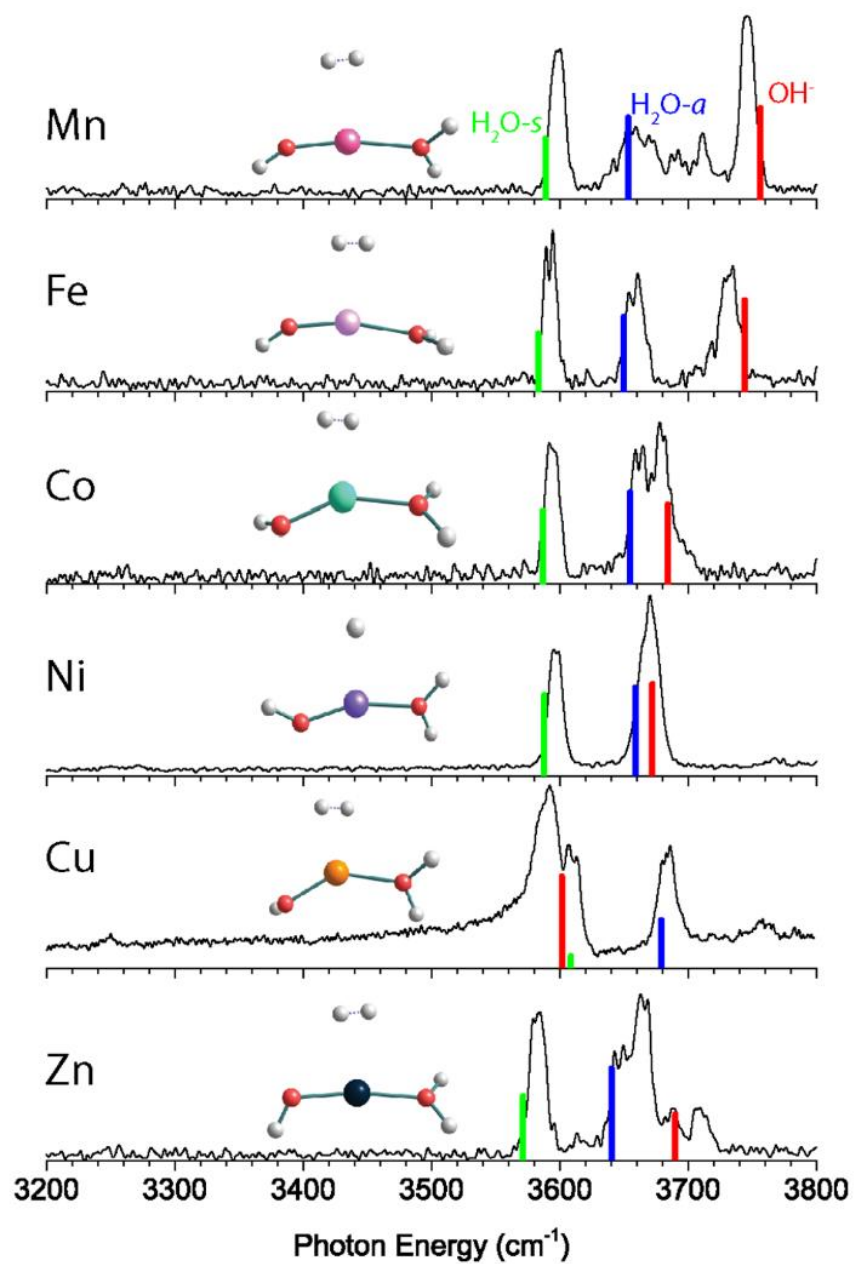 Mn
H₂O-s
H₂O-a
OH⁻
Fe
Co
Ni
Cu
Zn
3200 3300 3400 3500 3600 3700 3800
Photon Energy (cm⁻¹)